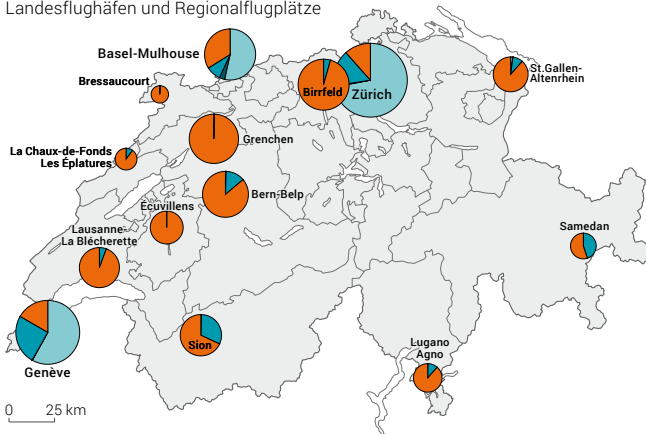 Landesflughäfen und Regionalflugplätze
Basel-Mulhouse
Bressaucourt
Birrfeld
Zürich
St.Gallen-
Altenrhein
Grenchen
La Chaux-de-Fonds
Les Éplatures
Bern-Belp
Écuvillens
Lausanne-
La Blécherette
Samedan
Sion
Genève
Lugano
Agno
0 25 km